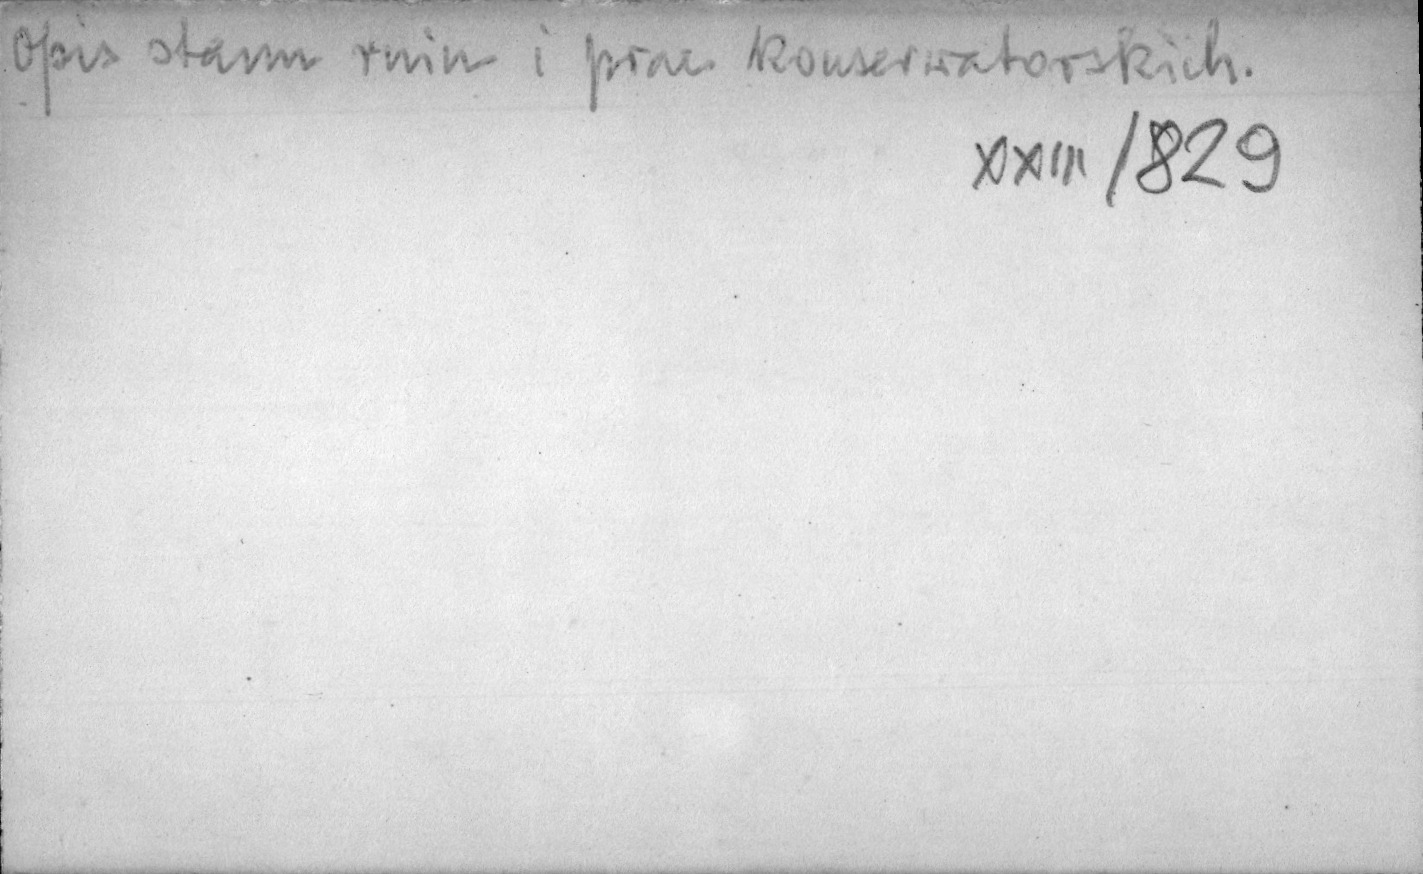 Opis stanu ruin i prac konserwatorskich.
XXIII/829